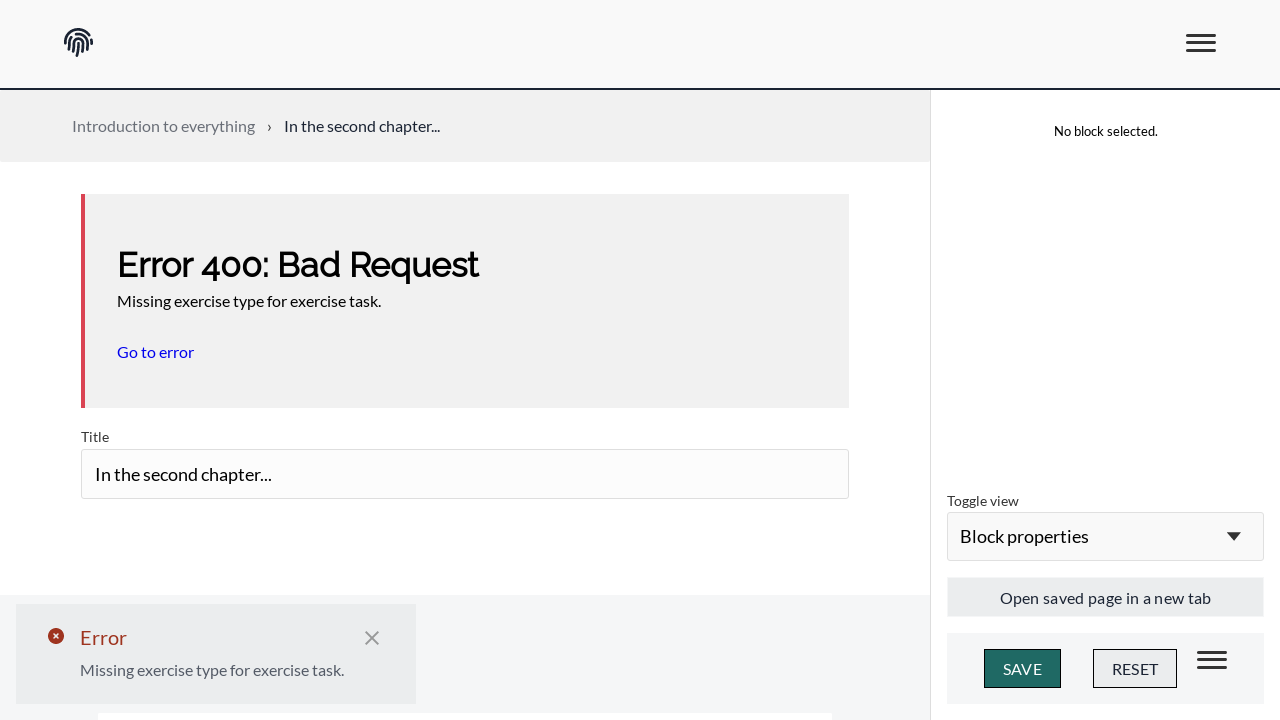 Introduction to everything › In the second chapter...
Error 400: Bad Request
Missing exercise type for exercise task.
Go to error
Title
In the second chapter...
Error
Missing exercise type for exercise task.
No block selected.
Toggle view
Block properties
Open saved page in a new tab
SAVE RESET